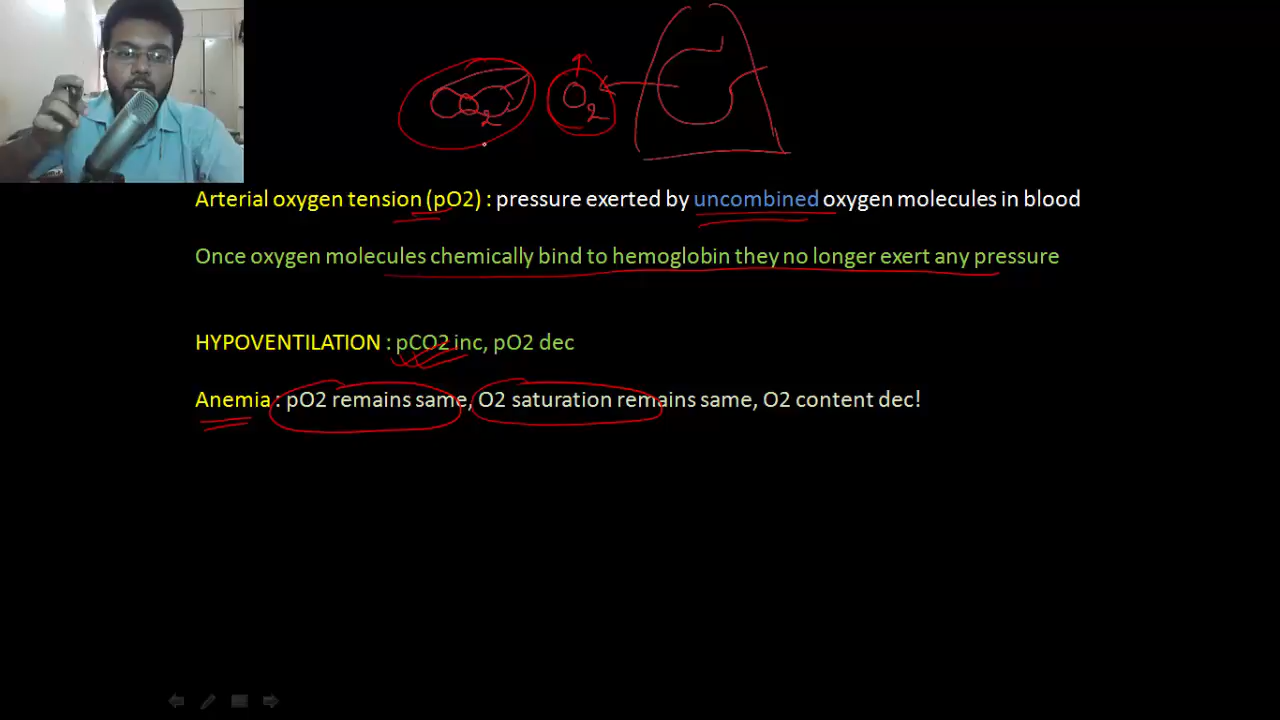 CO2 O2
Arterial oxygen tension (pO2) : pressure exerted by uncombined oxygen molecules in blood
Once oxygen molecules chemically bind to hemoglobin they no longer exert any pressure
HYPOVENTILATION : pCO2 inc, pO2 dec
Anemia : pO2 remains same, O2 saturation remains same, O2 content dec!